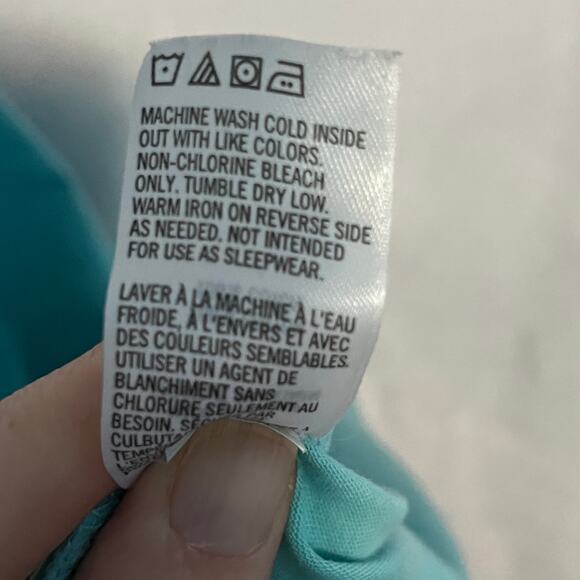 MACHINE WASH COLD INSIDE
OUT WITH LIKE COLORS.
NON-CHLORINE BLEACH
ONLY. TUMBLE DRY LOW.
WARM IRON ON REVERSE SIDE
AS NEEDED. NOT INTENDED
FOR USE AS SLEEPWEAR.
LAVER À LA MACHINE À L'EAU
FROIDE, À L'ENVERS ET AVEC
DES COULEURS SEMBLABLES.
UTILISER UN AGENT DE
BLANCHIMENT SANS
CHLORURE SEULEMENT AU
BESOIN.